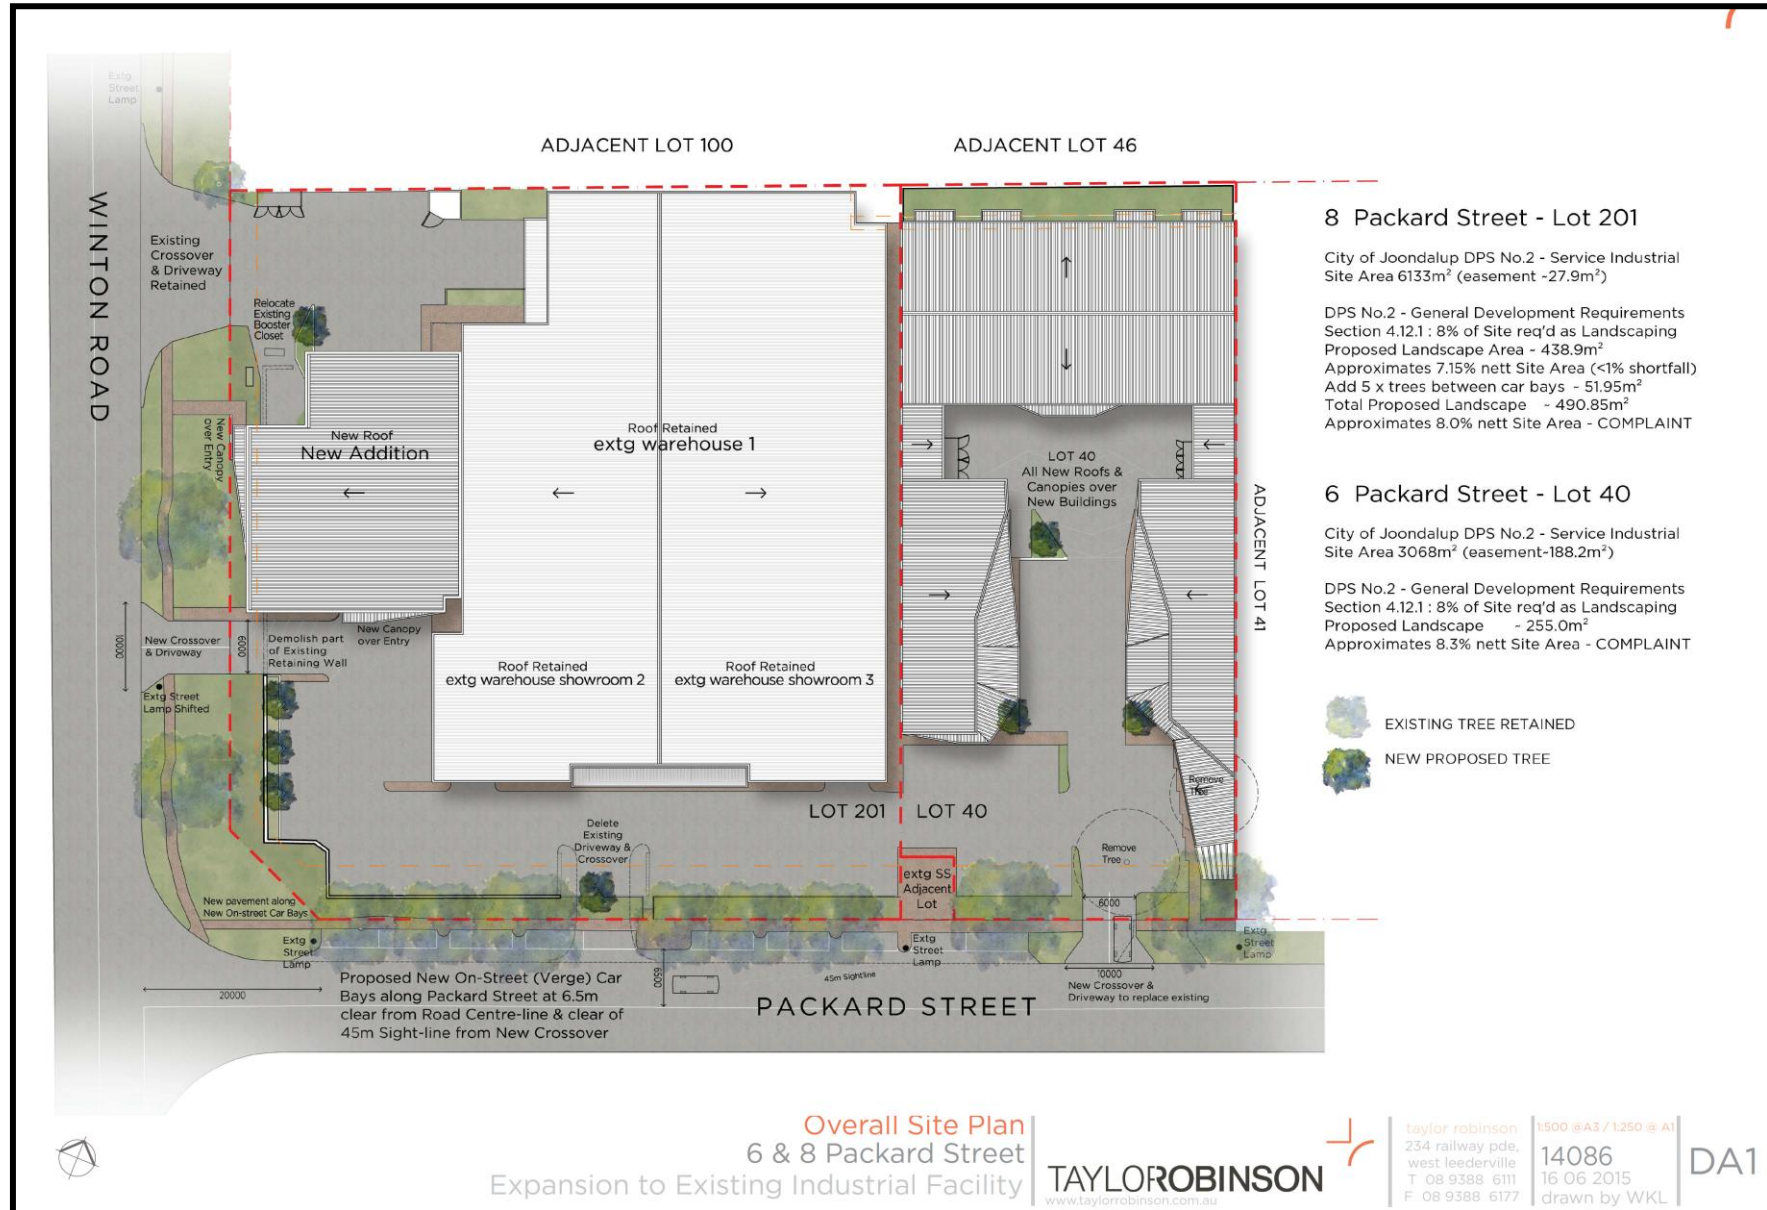 Extg
Street
Lamp
ADJACENT LOT 100
ADJACENT LOT 46
WINTON ROAD
Existing
Crossover
& Driveway
Retained
Relocate
Existing
Booster
Closet
New Canopy
over Entry
New Roof
New Addition
Roof Retained
extg warehouse 1
LOT 40
All New Roofs &
Canopies over
New Buildings
ADJACENT LOT 41
10000
New Crossover
& Driveway
6000
Demolish part
of Existing
Retaining Wall
New Canopy
over Entry
Extg Street
Lamp Shifted
Roof Retained
extg warehouse showroom 2
Roof Retained
extg warehouse showroom 3
Remove
Tree
LOT 201
LOT 40
Delete
Existing
Driveway &
Crossover
Remove
Tree
extg SS
Adjacent
Lot
New pavement along
New On-street Car Bays
6000
Extg
Street
Lamp
Extg
Street
Lamp
Extg
Street
Lamp
20000
Proposed New On-Street (Verge) Car
Bays along Packard Street at 6.5m
clear from Road Centre-line & clear of
45m Sight-line from New Crossover
6500
45m Sightline
10000
New Crossover &
Driveway to replace existing
PACKARD STREET
8 Packard Street - Lot 201
City of Joondalup DPS No.2 - Service Industrial
Site Area 6133m² (easement -27.9m²)
DPS No.2 - General Development Requirements
Section 4.12.1 : 8% of Site req'd as Landscaping
Proposed Landscape Area - 438.9m²
Approximates 7.15% nett Site Area (<1% shortfall)
Add 5 x trees between car bays - 51.95m²
Total Proposed Landscape - 490.85m²
Approximates 8.0% nett Site Area - COMPLAINT
6 Packard Street - Lot 40
City of Joondalup DPS No.2 - Service Industrial
Site Area 3068m² (easement-188.2m²)
DPS No.2 - General Development Requirements
Section 4.12.1 : 8% of Site req'd as Landscaping
Proposed Landscape - 255.0m²
Approximates 8.3% nett Site Area - COMPLAINT
EXISTING TREE RETAINED
NEW PROPOSED TREE
Overall Site Plan
6 & 8 Packard Street
Expansion to Existing Industrial Facility
TAYLORROBINSON
www.taylorrobinson.com.au
taylor robinson
234 railway pde,
west leederville
T 08 9388 6111
F 08 9388 6177
1:500 @A3 / 1:250 @ A1
14086
16 06 2015
drawn by WKL
DA1